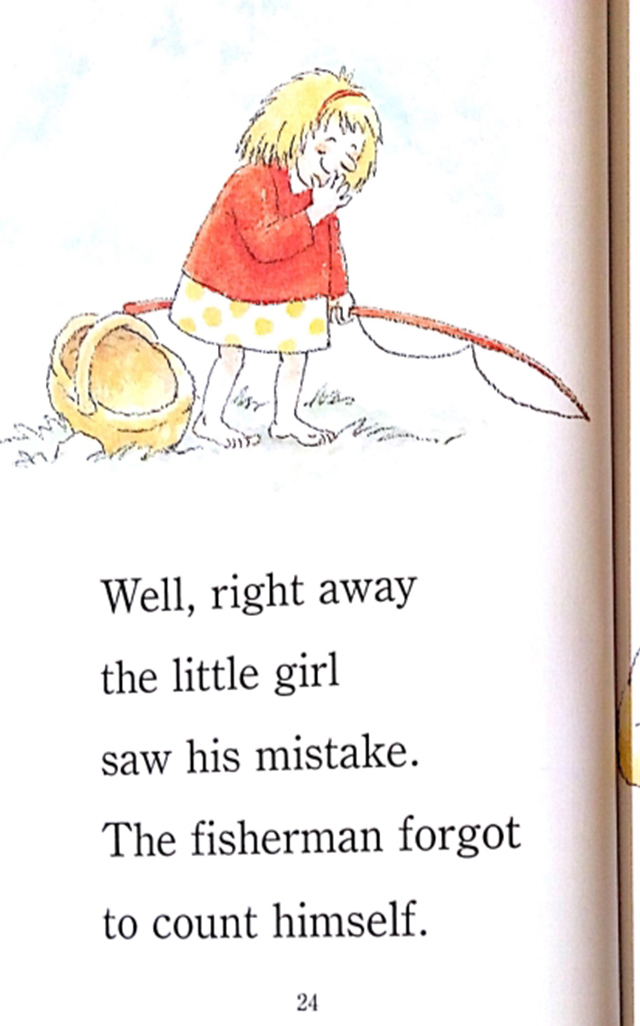 Well, right away
the little girl
saw his mistake.
The fisherman forgot
to count himself.
24